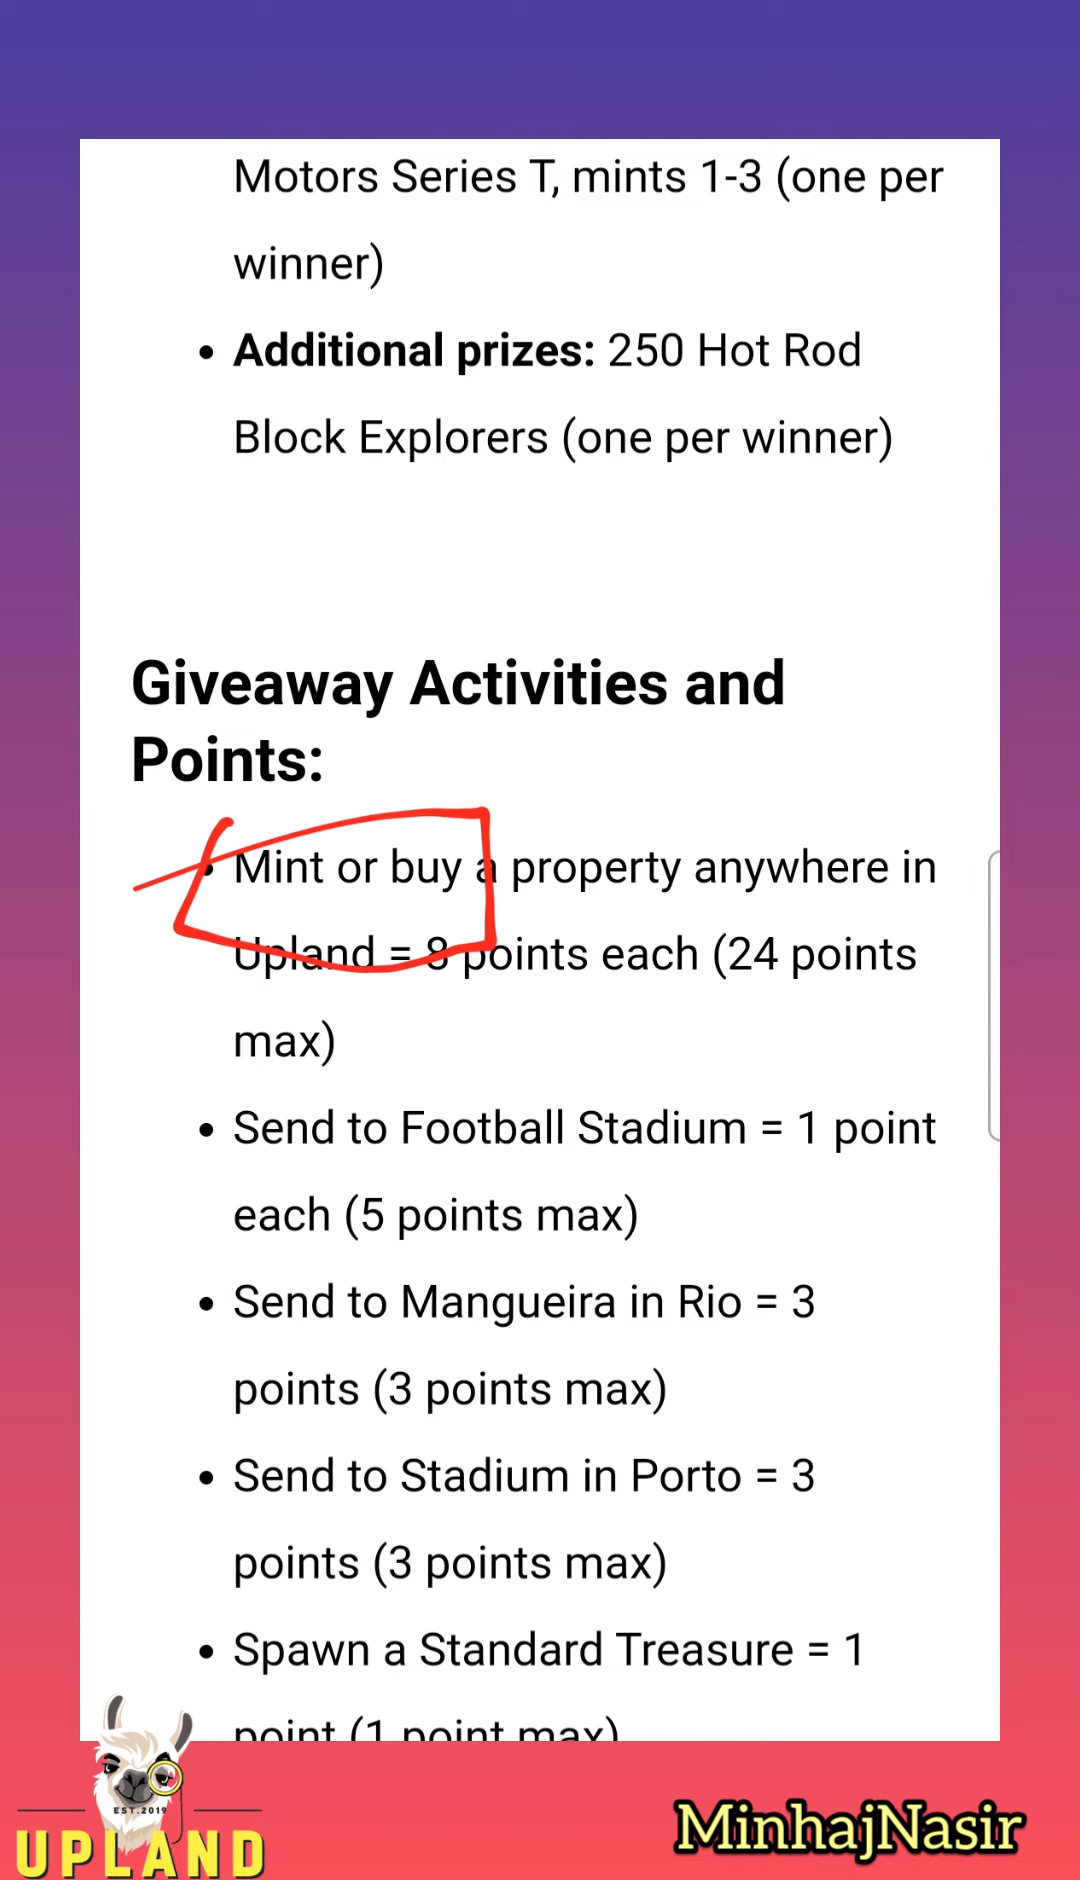 Motors Series T, mints 1-3 (one per
winner)
• Additional prizes: 250 Hot Rod
Block Explorers (one per winner)
Giveaway Activities and
Points:
• Mint or buy a property anywhere in
Upland = 8 points each (24 points
max)
• Send to Football Stadium = 1 point
each (5 points max)
• Send to Mangueira in Rio = 3
points (3 points max)
• Send to Stadium in Porto = 3
points (3 points max)
• Spawn a Standard Treasure = 1
point (1 point max)
EST.2019
UPLAND
MinhajNasir